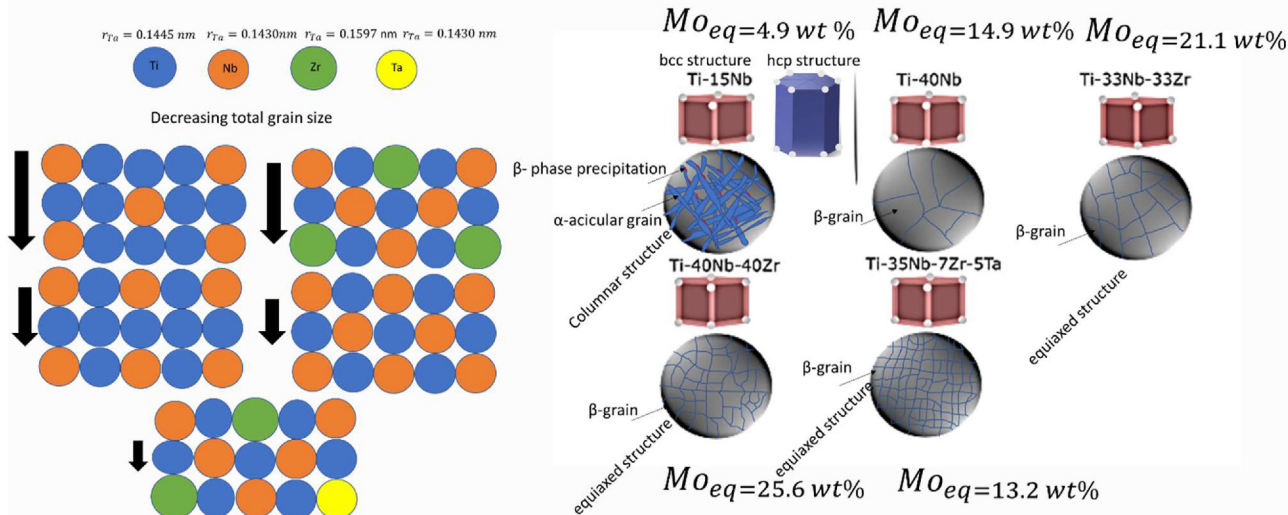 r_Ta = 0.1445 nm r_Ta = 0.1430nm r_Ta = 0.1597 nm r_Ta = 0.1430 nm
Ti Nb Zr Ta
Decreasing total grain size
Mo_eq=4.9 wt %
Mo_eq=14.9 wt%
Mo_eq=21.1 wt%
bcc structure hcp structure
Ti-15Nb
Ti-40Nb
Ti-33Nb-33Zr
β- phase precipitation
α-acicular grain
Columnar structure
β-grain
β-grain
equiaxed structure
Ti-40Nb-40Zr
Ti-35Nb-7Zr-5Ta
β-grain
equiaxed structure
β-grain
equiaxed structure
Mo_eq=25.6 wt%
Mo_eq=13.2 wt%